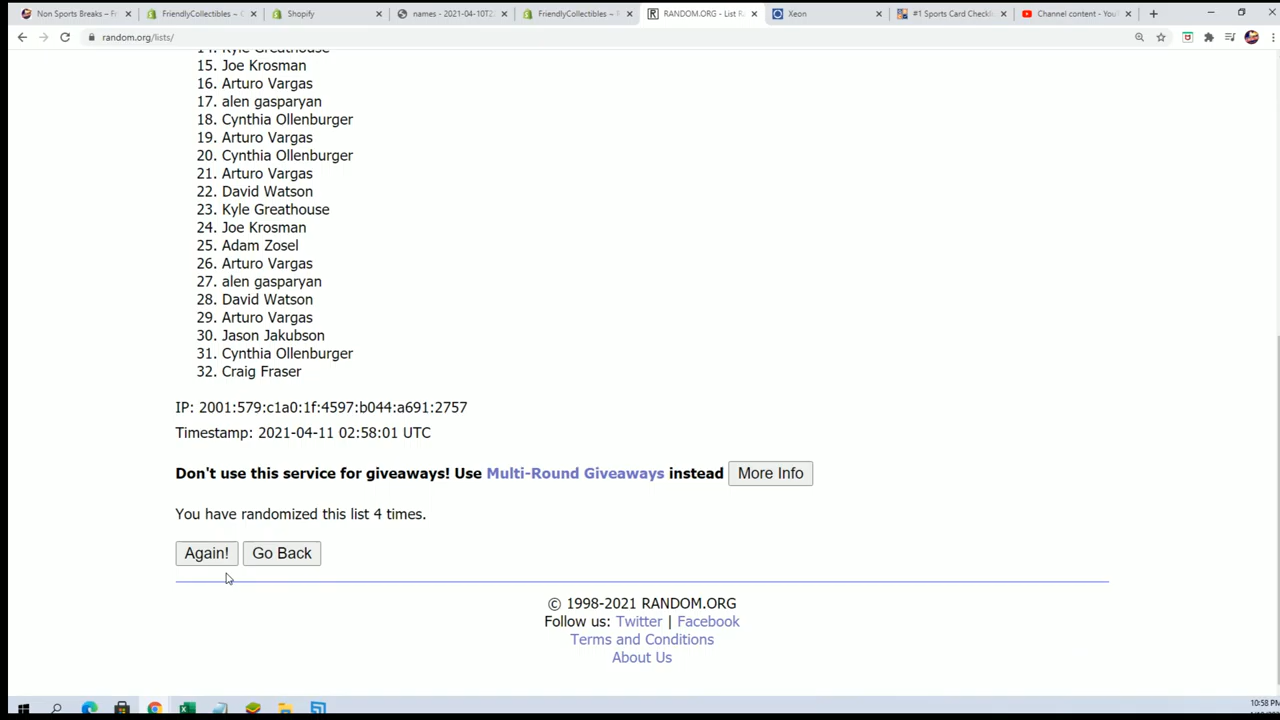 Non Sports Breaks – Fr
FriendlyCollectibles ~ C
Shopify
names - 2021-04-10T2
FriendlyCollectibles ~
RANDOM.ORG - List R
Xeon
#1 Sports Card Checkli
Channel content - You
random.org/lists/
14. Kyle Greathouse
15. Joe Krosman
16. Arturo Vargas
17. alen gasparyan
18. Cynthia Ollenburger
19. Arturo Vargas
20. Cynthia Ollenburger
21. Arturo Vargas
22. David Watson
23. Kyle Greathouse
24. Joe Krosman
25. Adam Zosel
26. Arturo Vargas
27. alen gasparyan
28. David Watson
29. Arturo Vargas
30. Jason Jakubson
31. Cynthia Ollenburger
32. Craig Fraser
IP: 2001:579:c1a0:1f:4597:b044:a691:2757
Timestamp: 2021-04-11 02:58:01 UTC
Don't use this service for giveaways! Use Multi-Round Giveaways instead More Info
You have randomized this list 4 times.
Again! Go Back
© 1998-2021 RANDOM.ORG
Follow us: Twitter | Facebook
Terms and Conditions
About Us
10:58 PM